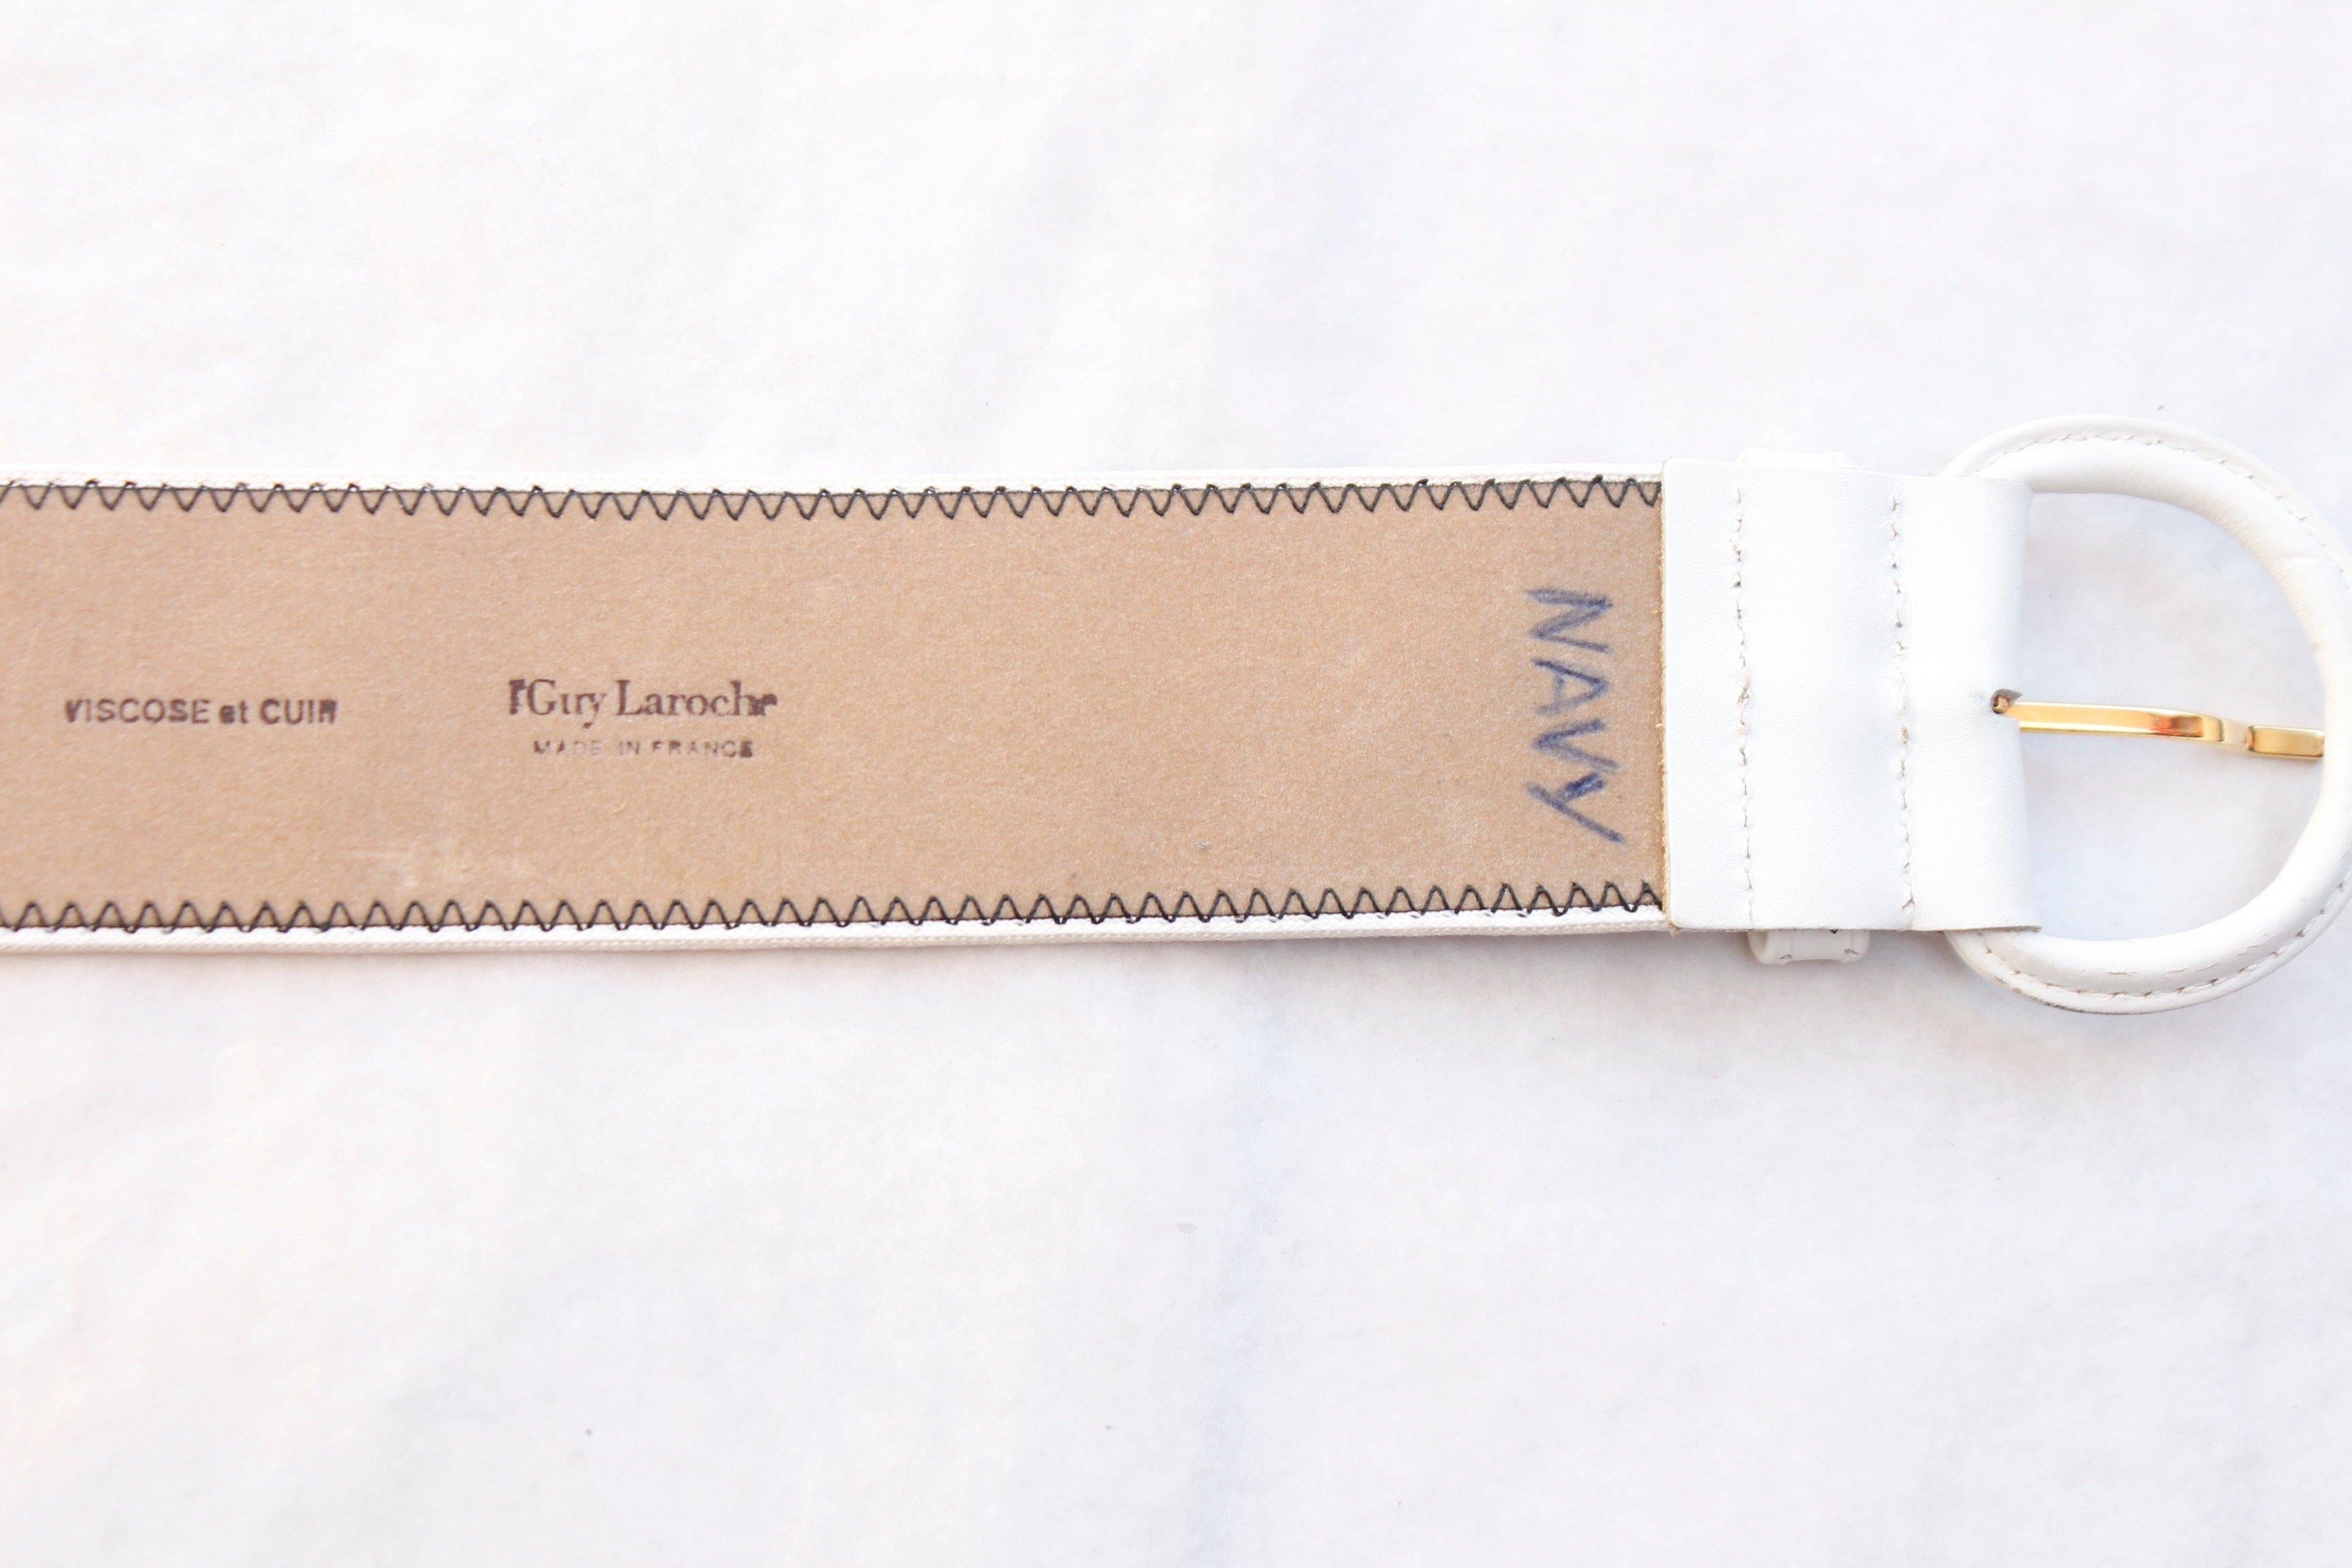 VISCOSE et CUIR
Guy Laroche
MADE IN FRANCE
NAVY